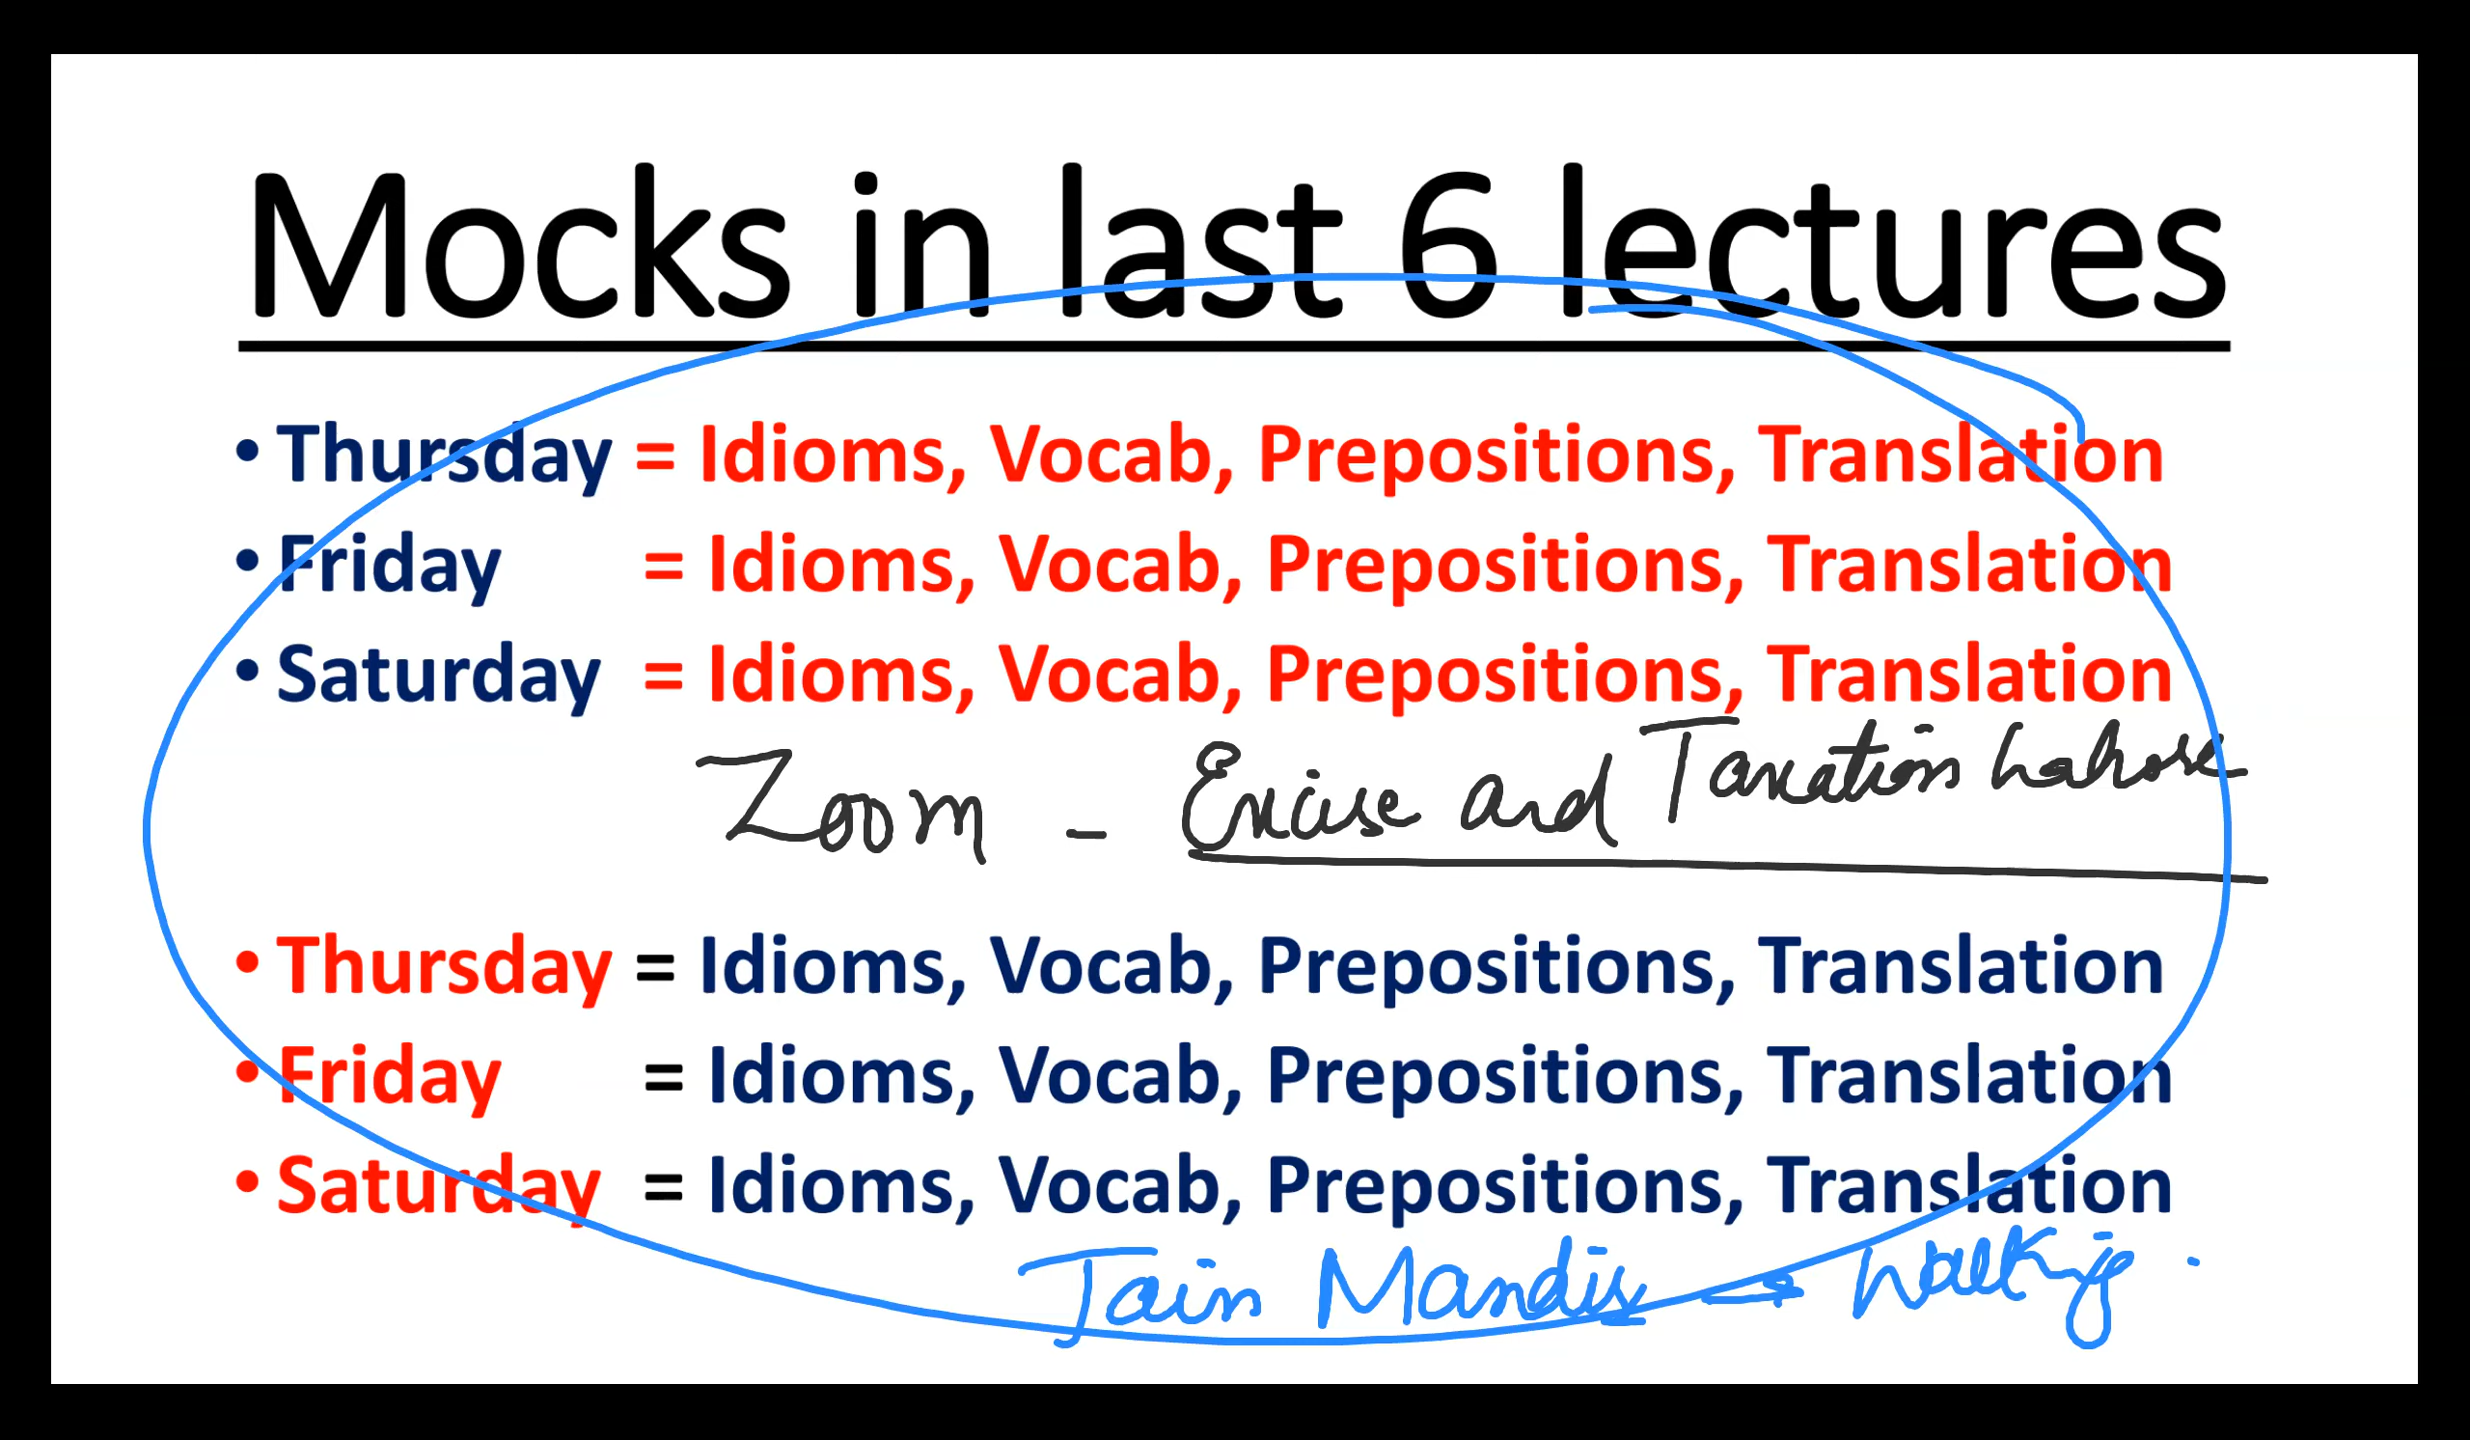 Mocks in last 6 lectures
• Thursday = Idioms, Vocab, Prepositions, Translation
• Friday = Idioms, Vocab, Prepositions, Translation
• Saturday = Idioms, Vocab, Prepositions, Translation
Zoom - Excise and Taxation Lahore
• Thursday = Idioms, Vocab, Prepositions, Translation
• Friday = Idioms, Vocab, Prepositions, Translation
• Saturday = Idioms, Vocab, Prepositions, Translation
Jain Mandir →